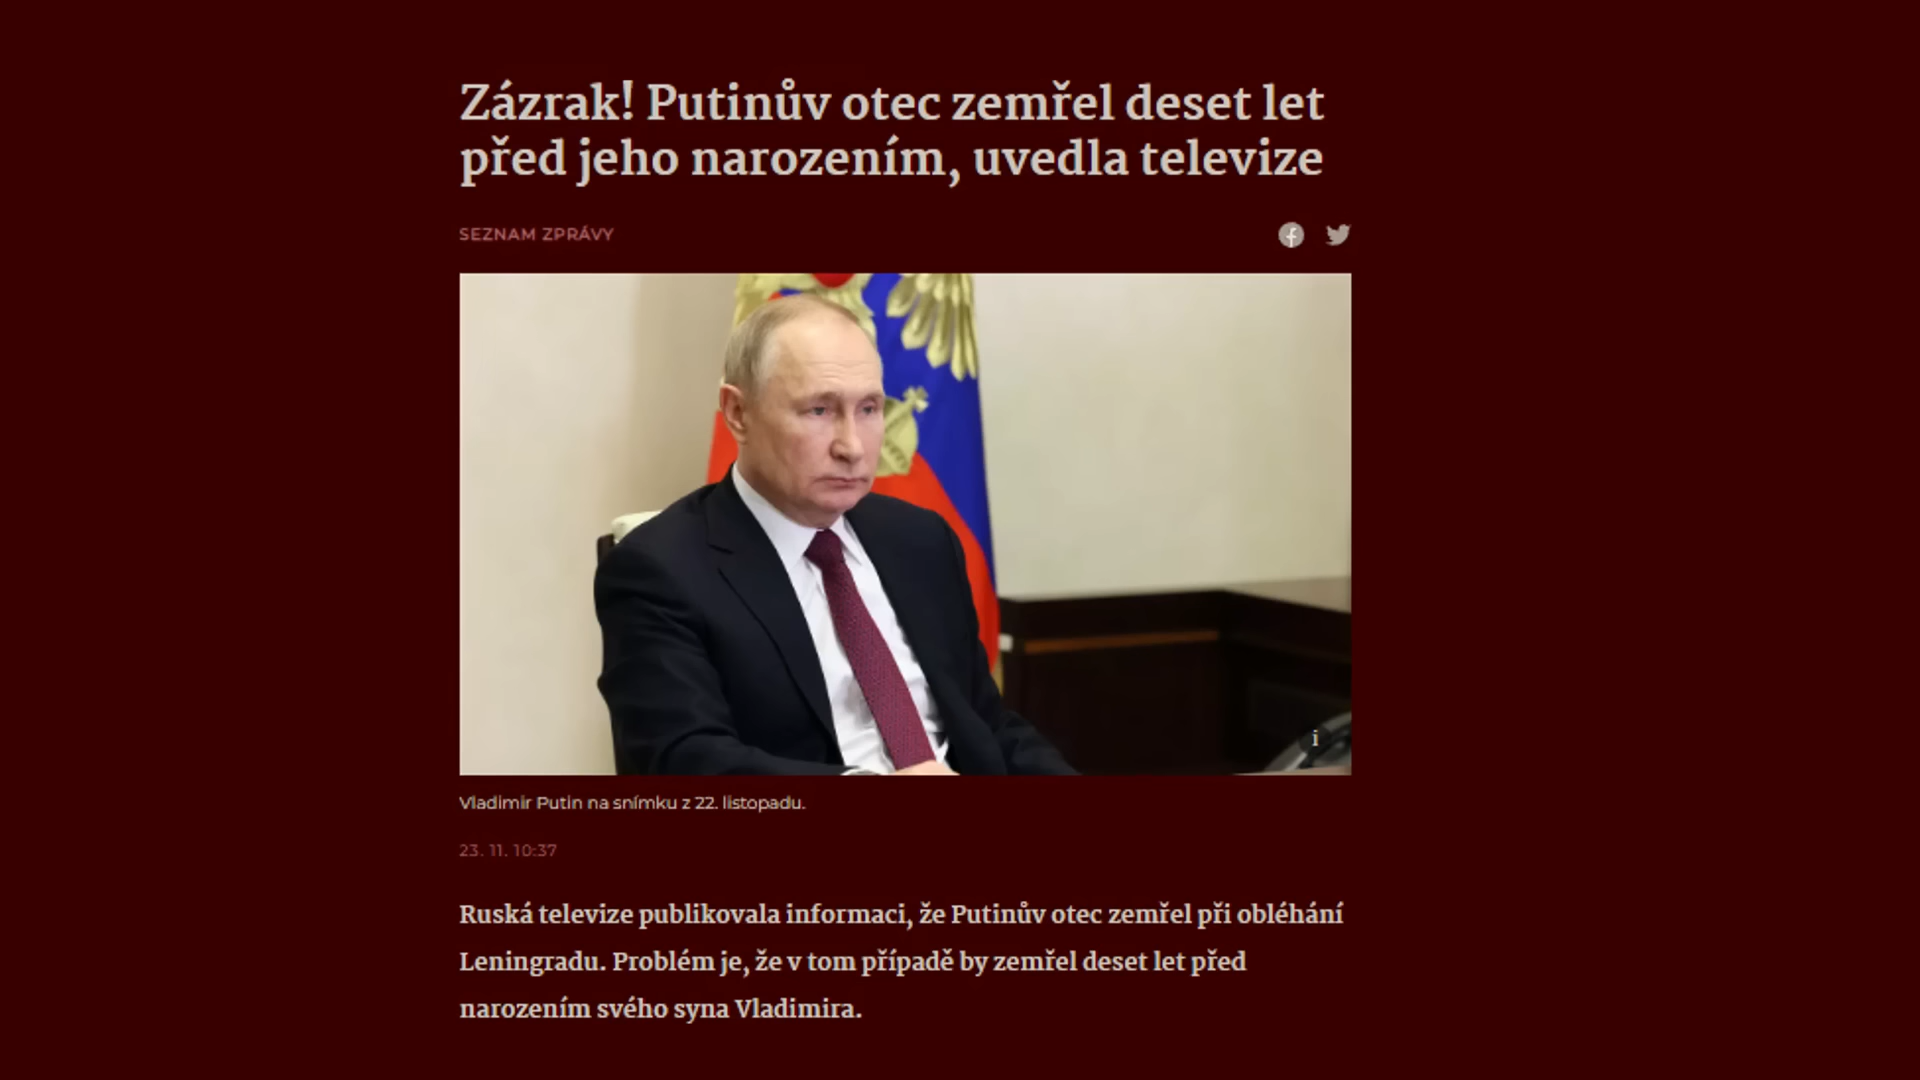 Zázrak! Putinův otec zemřel deset let
před jeho narozením, uvedla televize
SEZNAM ZPRÁVY
i
Vladimir Putin na snímku z 22. listopadu.
23. 11. 10:37
Ruská televize publikovala informaci, že Putinův otec zemřel při obléhání
Leningradu. Problém je, že v tom případě by zemřel deset let před
narozením svého syna Vladimira.